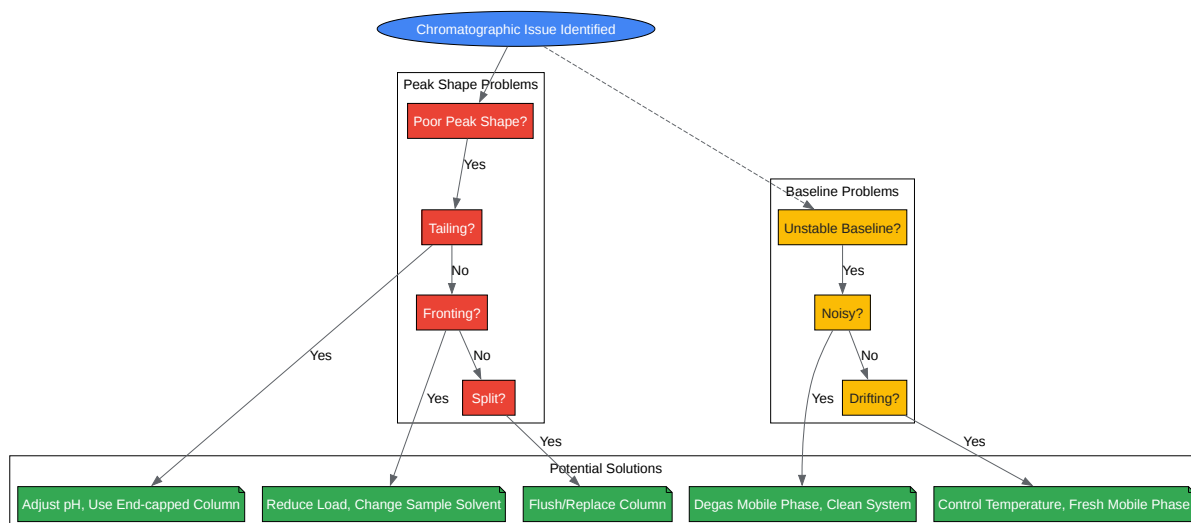 Chromatographic Issue Identified
Peak Shape Problems
Poor Peak Shape?
Yes
Baseline Problems
Tailing?
Unstable Baseline?
No
Yes
Fronting?
Noisy?
Yes
No
No
Split?
Drifting?
Yes
Yes
Yes
Yes
Potential Solutions
Adjust pH, Use End-capped Column
Reduce Load, Change Sample Solvent
Flush/Replace Column
Degas Mobile Phase, Clean System
Control Temperature, Fresh Mobile Phase